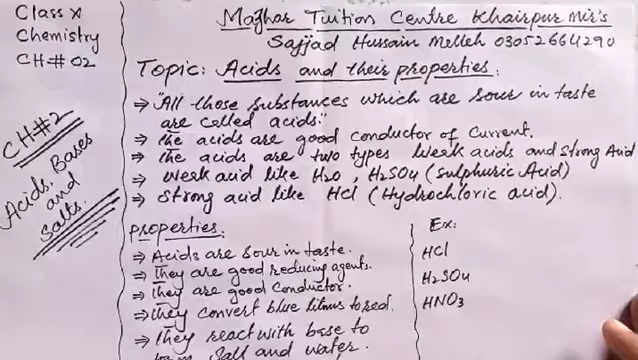 Class X
Chemistry
CH# 02
CH#2
Acids, Bases
and
Salts.
Mazhar Tuition Centre Khairpur Mir's
Sajjad Hussain Melleh 03052664290
Topic: Acids and their properties.
⇒ "All those substances which are sour in taste
are called acids."
⇒ The acids are good conductor of current.
⇒ The acids are two types Weak acids and Strong Acid
⇒ Weak acid like H2O, H2SO4 (Sulphuric Acid)
⇒ Strong acid like HCl (Hydrochloric acid).
properties.
⇒ Acids are sour in taste.
⇒ They are good reducing agents.
⇒ They are good conductor.
⇒ They convert blue litmus to red.
⇒ They react with base to
form salt and water.
Ex:
HCl
H2SO4
HNO3